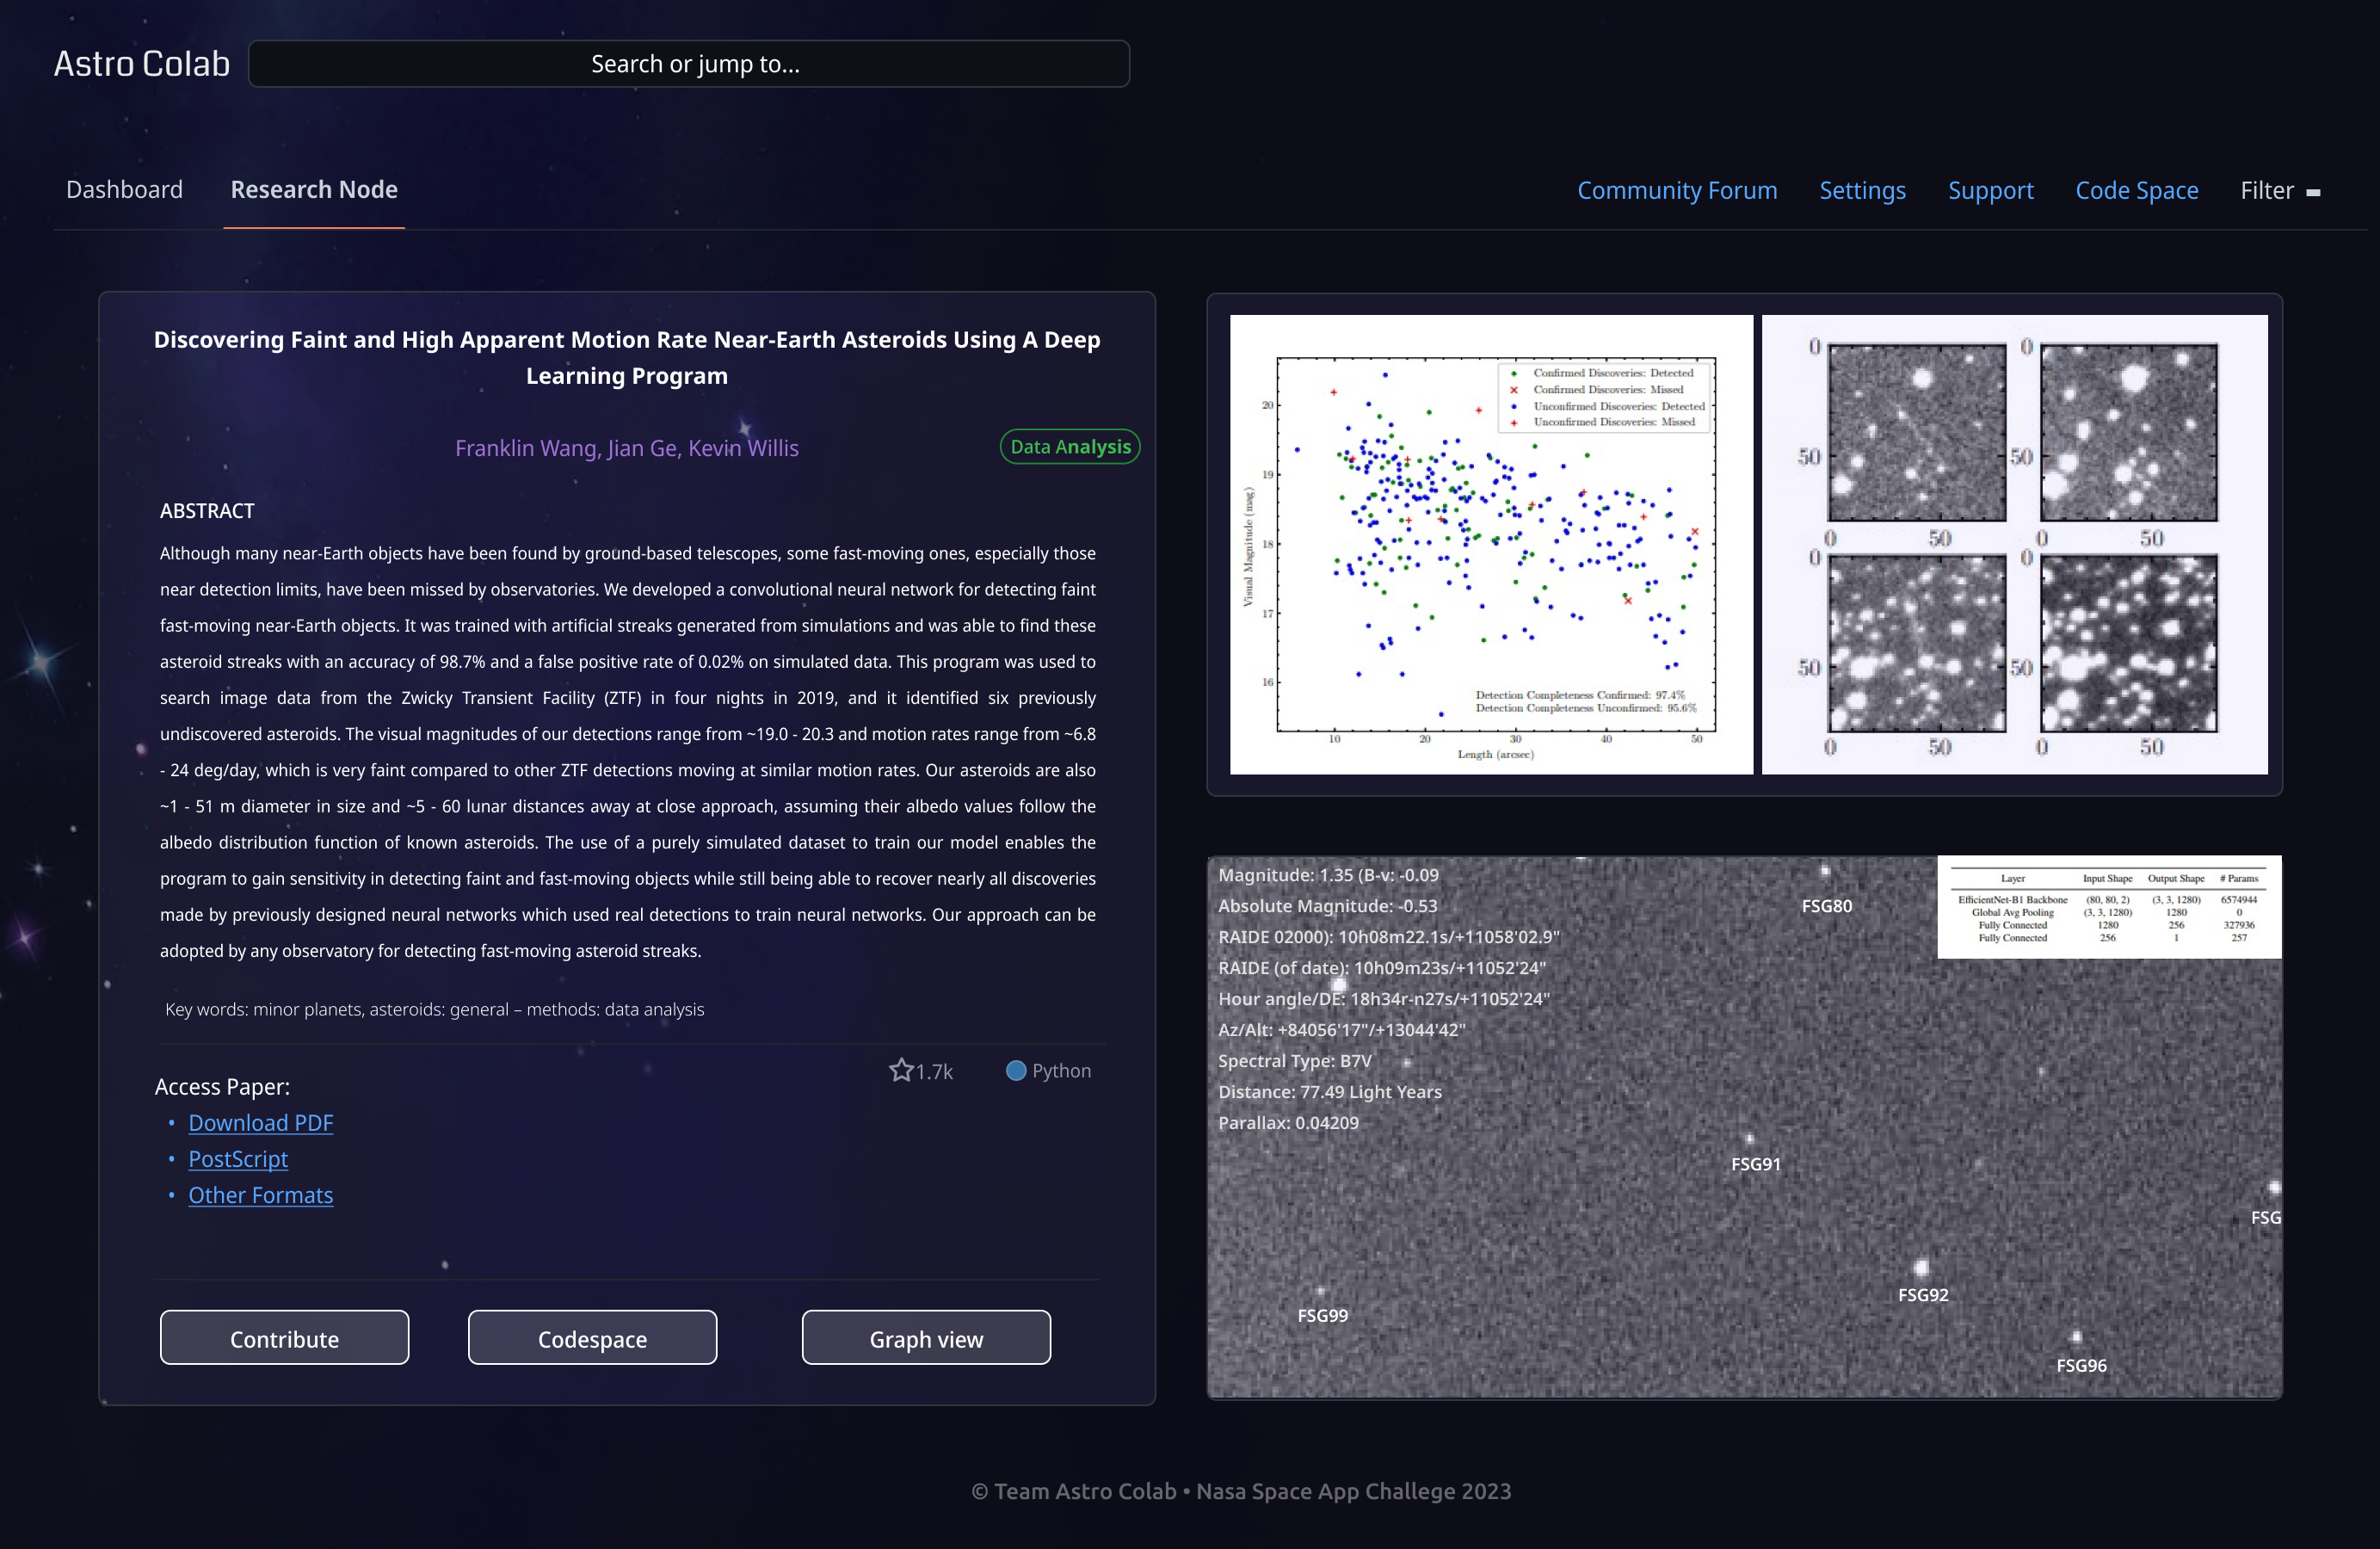 Astro Colab
Search or jump to...
Dashboard
Research Node
Community Forum
Settings
Support
Code Space
Filter
Discovering Faint and High Apparent Motion Rate Near-Earth Asteroids Using A Deep
Learning Program
Franklin Wang, Jian Ge, Kevin Willis
Data Analysis
ABSTRACT
Although many near-Earth objects have been found by ground-based telescopes, some fast-moving ones, especially those
near detection limits, have been missed by observatories. We developed a convolutional neural network for detecting faint
fast-moving near-Earth objects. It was trained with artificial streaks generated from simulations and was able to find these
asteroid streaks with an accuracy of 98.7% and a false positive rate of 0.02% on simulated data. This program was used to
search image data from the Zwicky Transient Facility (ZTF) in four nights in 2019, and it identified six previously
undiscovered asteroids. The visual magnitudes of our detections range from ~19.0 - 20.3 and motion rates range from ~6.8
- 24 deg/day, which is very faint compared to other ZTF detections moving at similar motion rates. Our asteroids are also
~1 - 51 m diameter in size and ~5 - 60 lunar distances away at close approach, assuming their albedo values follow the
albedo distribution function of known asteroids. The use of a purely simulated dataset to train our model enables the
program to gain sensitivity in detecting faint and fast-moving objects while still being able to recover nearly all discoveries
made by previously designed neural networks which used real detections to train neural networks. Our approach can be
adopted by any observatory for detecting fast-moving asteroid streaks.
Key words: minor planets, asteroids: general – methods: data analysis
1.7k
Python
Access Paper:
• Download PDF
• PostScript
• Other Formats
Contribute
Codespace
Graph view
Confirmed Discoveries: Detected
Confirmed Discoveries: Missed
Unconfirmed Discoveries: Detected
Unconfirmed Discoveries: Missed
20
19
18
17
16
Visual Magnitude (mag)
Detection Completeness Confirmed: 97.4%
Detection Completeness Unconfirmed: 95.6%
10 20 30 40 50
Length (arcsec)
0 0
50 50
0 50 0 50
0 0
50 50
0 50 0 50
Magnitude: 1.35 (B-v: -0.09
Absolute Magnitude: -0.53
RAIDE 02000): 10h08m22.1s/+11058'02.9"
RAIDE (of date): 10h09m23s/+11052'24"
Hour angle/DE: 18h34r-n27s/+11052'24"
Az/Alt: +84056'17"/+13044'42"
Spectral Type: B7V
Distance: 77.49 Light Years
Parallax: 0.04209
FSG80
Layer Input Shape Output Shape # Params
EfficientNet-B1 Backbone (80, 80, 2) (3, 3, 1280) 6574944
Global Avg Pooling (3, 3, 1280) 1280 0
Fully Connected 1280 256 327936
Fully Connected 256 1 257
FSG91
FSG
FSG92
FSG99
FSG96
© Team Astro Colab • Nasa Space App Challege 2023